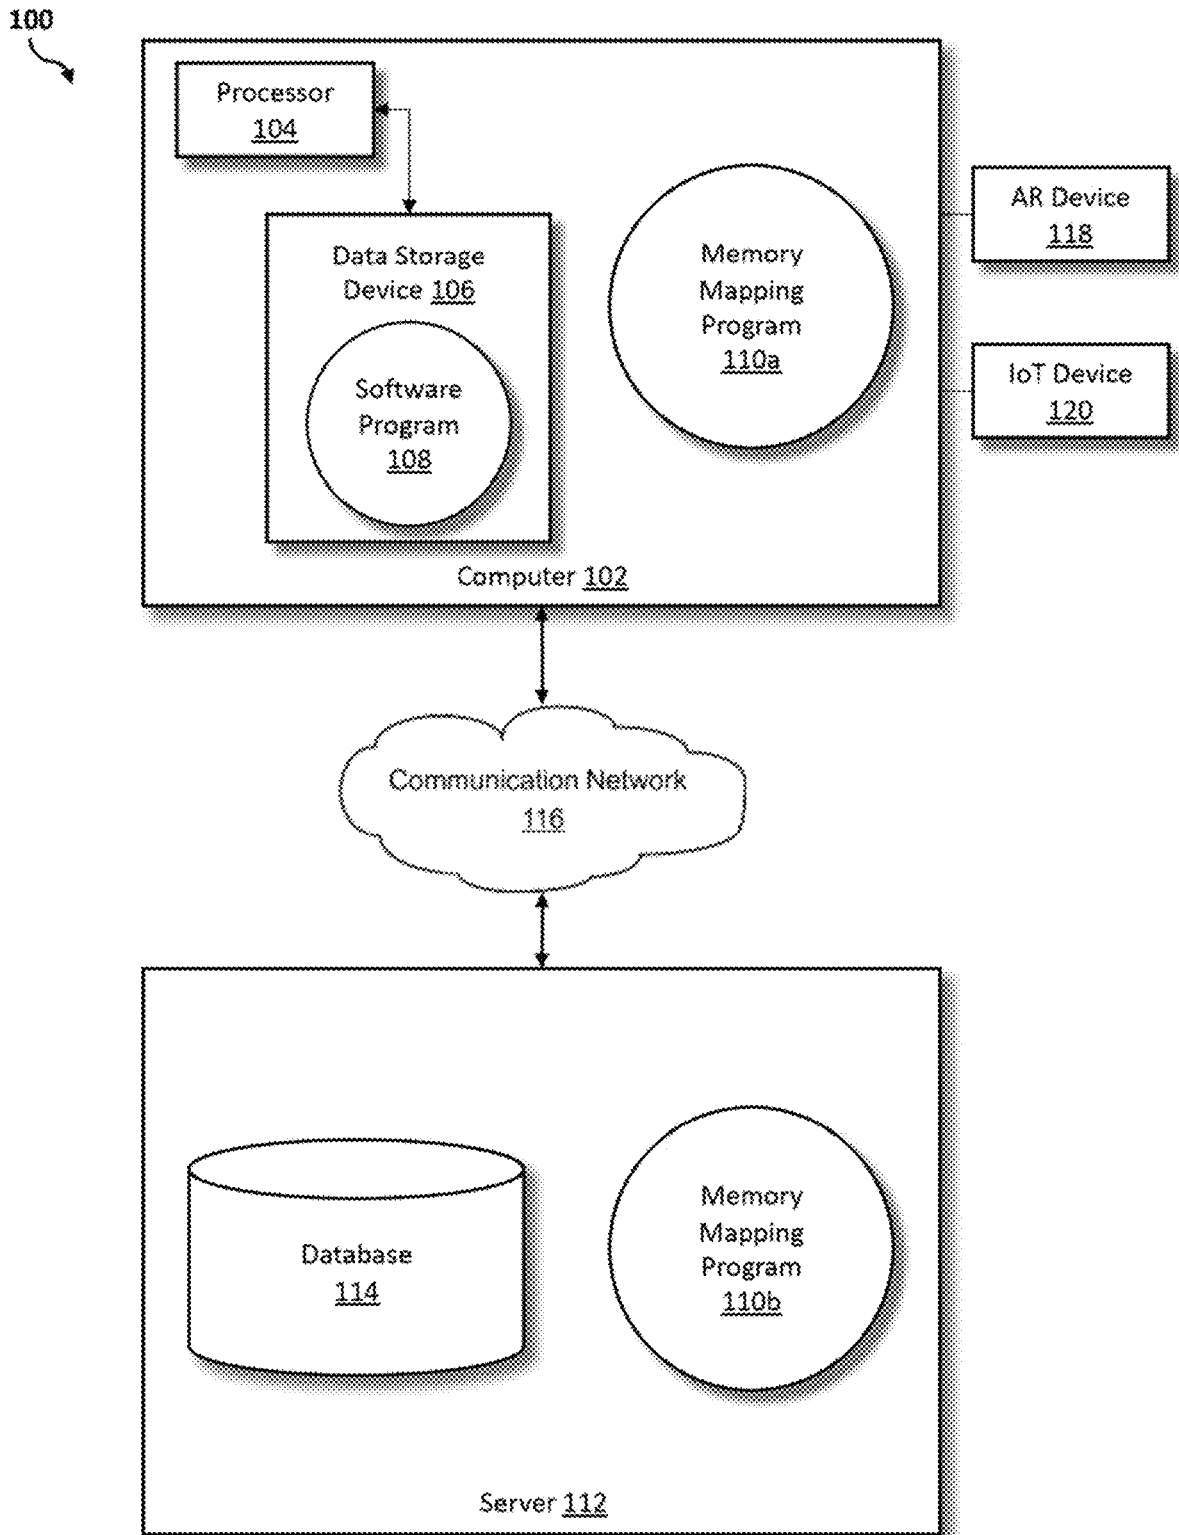 100
Processor
104
Data Storage
Device 106
Software
Program
108
Memory
Mapping
Program
110a
AR Device
118
IoT Device
120
Computer 102
Communication Network
116
Database
114
Memory
Mapping
Program
110b
Server 112